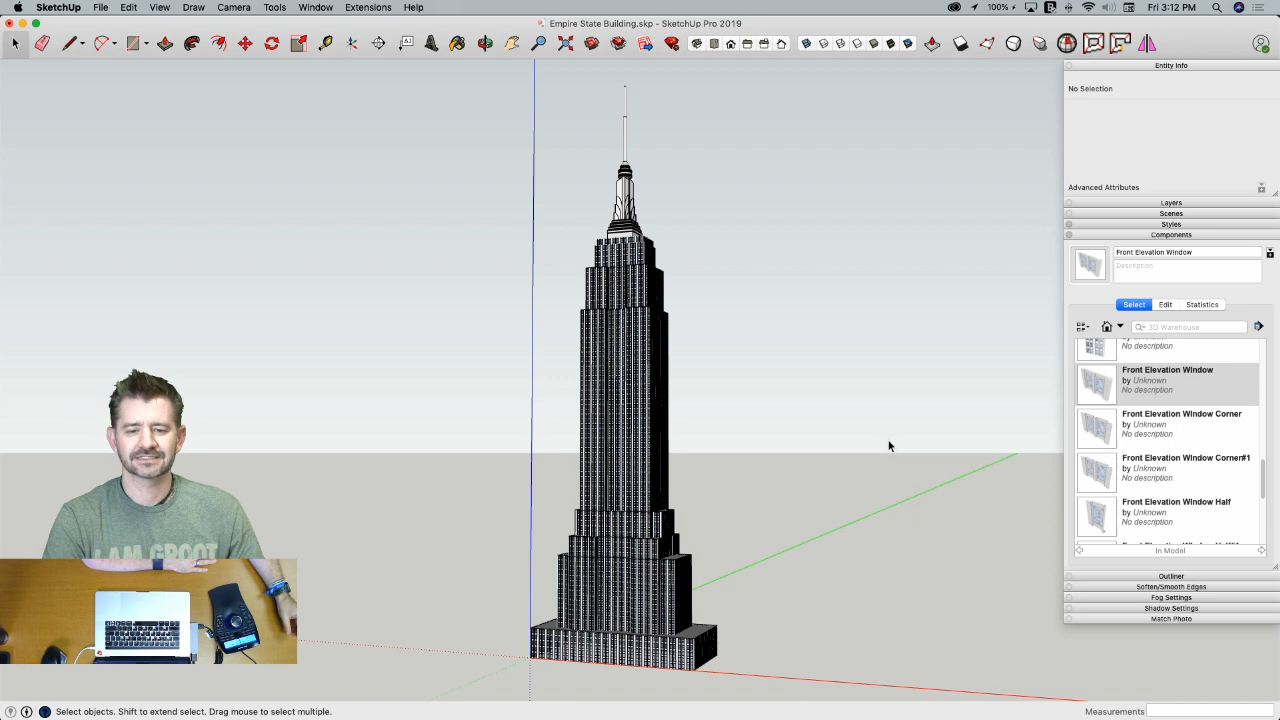 SketchUp File Edit View Draw Camera Tools Window Extensions Help
100% Fri 3:12 PM
Empire State Building.skp - SketchUp Pro 2019
Entity Info
No Selection
Advanced Attributes
Layers
Scenes
Styles
Components
Front Elevation Window
Description
Select Edit Statistics
3D Warehouse
No description
Front Elevation Window
by Unknown
No description
Front Elevation Window Corner
by Unknown
No description
Front Elevation Window Corner#1
by Unknown
No description
Front Elevation Window Half
by Unknown
No description
In Model
Outliner
Soften/Smooth Edges
Fog Settings
Shadow Settings
Match Photo
I AM GROOT
Select objects. Shift to extend select. Drag mouse to select multiple.
Measurements